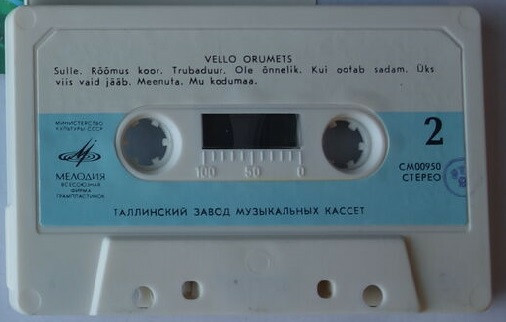 VELLO ORUMETS
Sulle. Rõõmus koor. Trubaduur. Ole õnnelik. Kui ootab sadam. Üks
viis vaid jääb. Meenuta. Mu kodumaa.
МИНИСТЕРСТВО
КУЛЬТУРЫ СССР
2
100 50 0
СМ00950
СТЕРЕО
МЕЛОДИЯ
ВСЕСОЮЗНАЯ
ФИРМА
ГРАМПЛАСТИНОК
ТАЛЛИНСКИЙ ЗАВОД МУЗЫКАЛЬНЫХ КАССЕТ